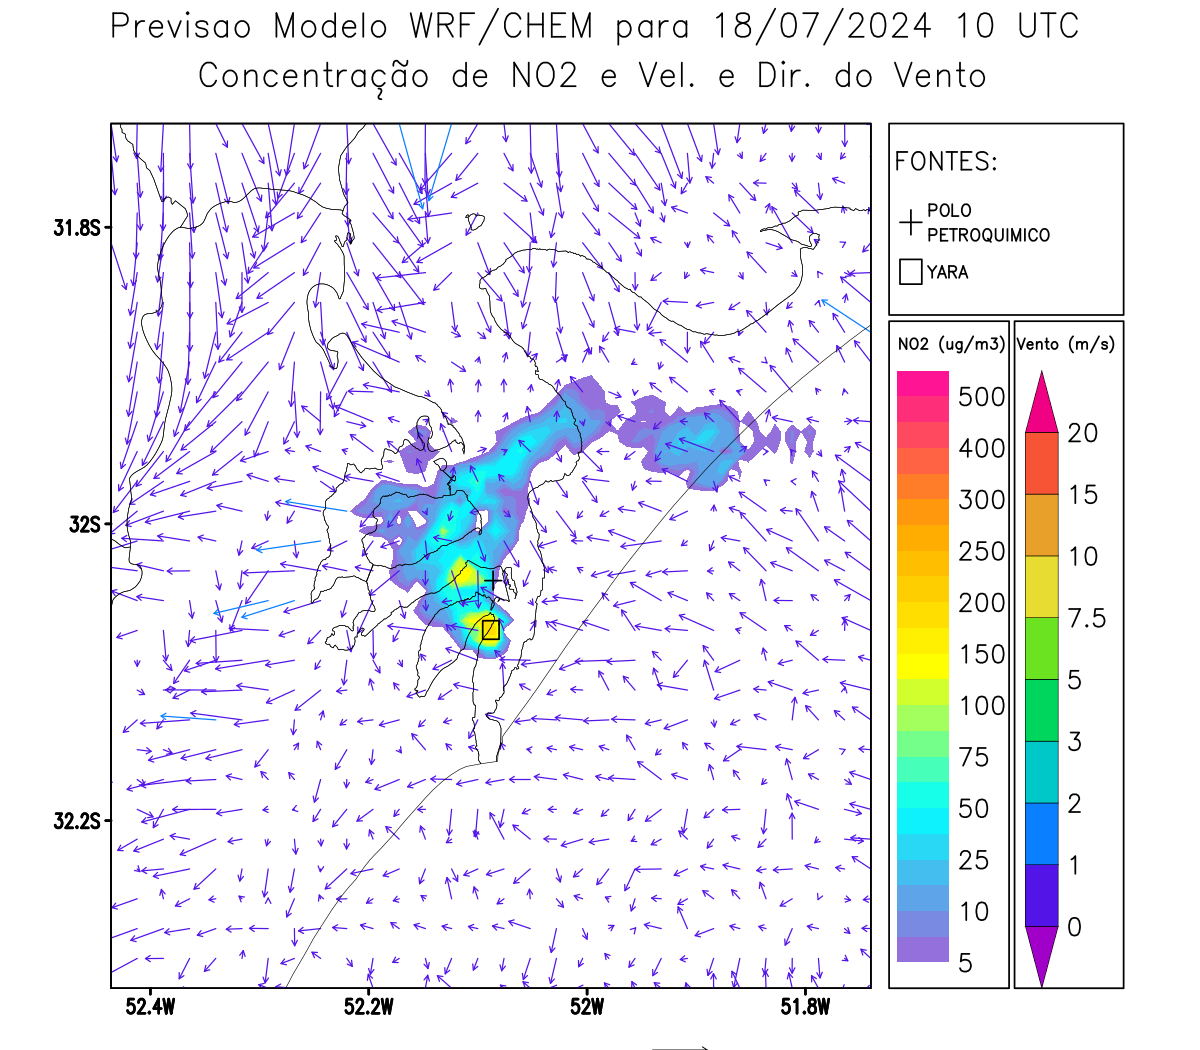 Previsao Modelo WRF/CHEM para 18/07/2024 10 UTC
Concentração de NO2 e Vel. e Dir. do Vento
FONTES:
POLO
PETROQUIMICO
YARA
31.8S
32S
32.2S
52.4W
52.2W
52W
51.8W
NO2 (ug/m3)
500
400
300
250
200
150
100
75
50
25
10
5
Vento (m/s)
20
15
10
7.5
5
3
2
1
0